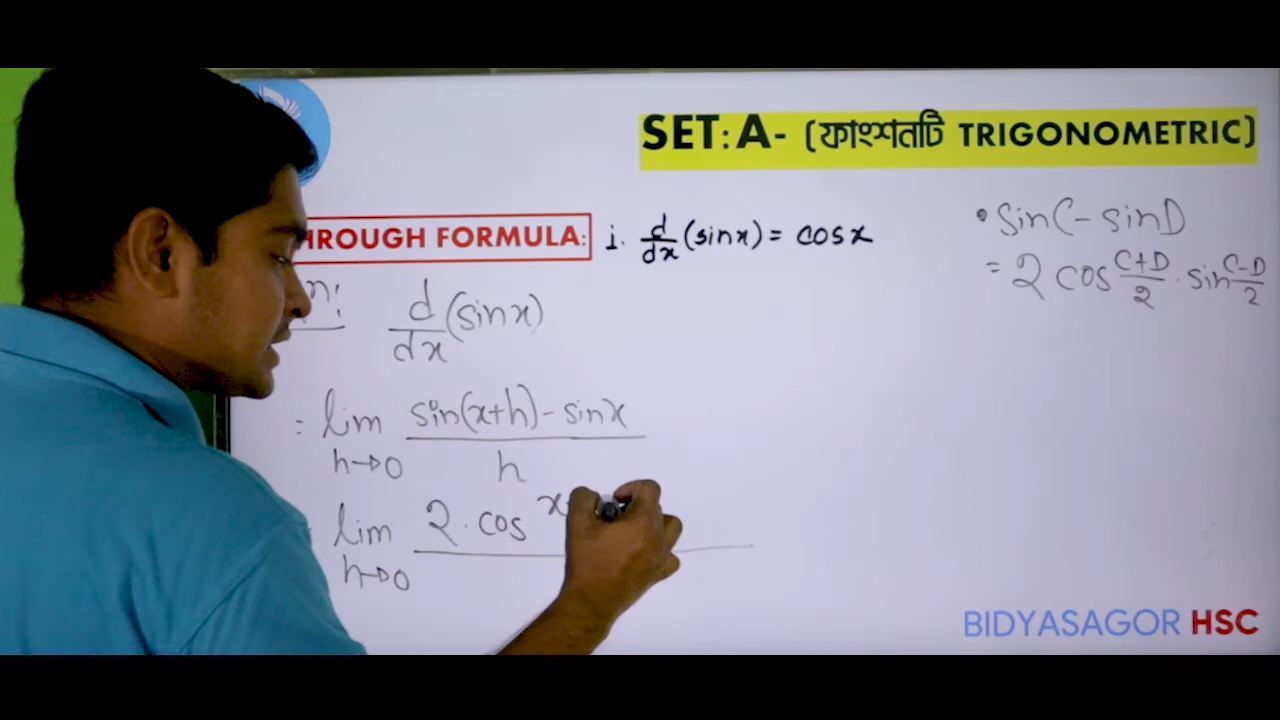 SET: A- (ফাংশনটি TRIGONOMETRIC)
HROUGH FORMULA: i. d/dx (sinx) = cosx
• sinC - sinD
= 2 cos (C+D)/2 . sin (C-D)/2
n:
d/dx (sinx)
= lim h→0 (sin(x+h) - sinx)/h
lim h→0 2 . cos x
BIDYASAGOR HSC